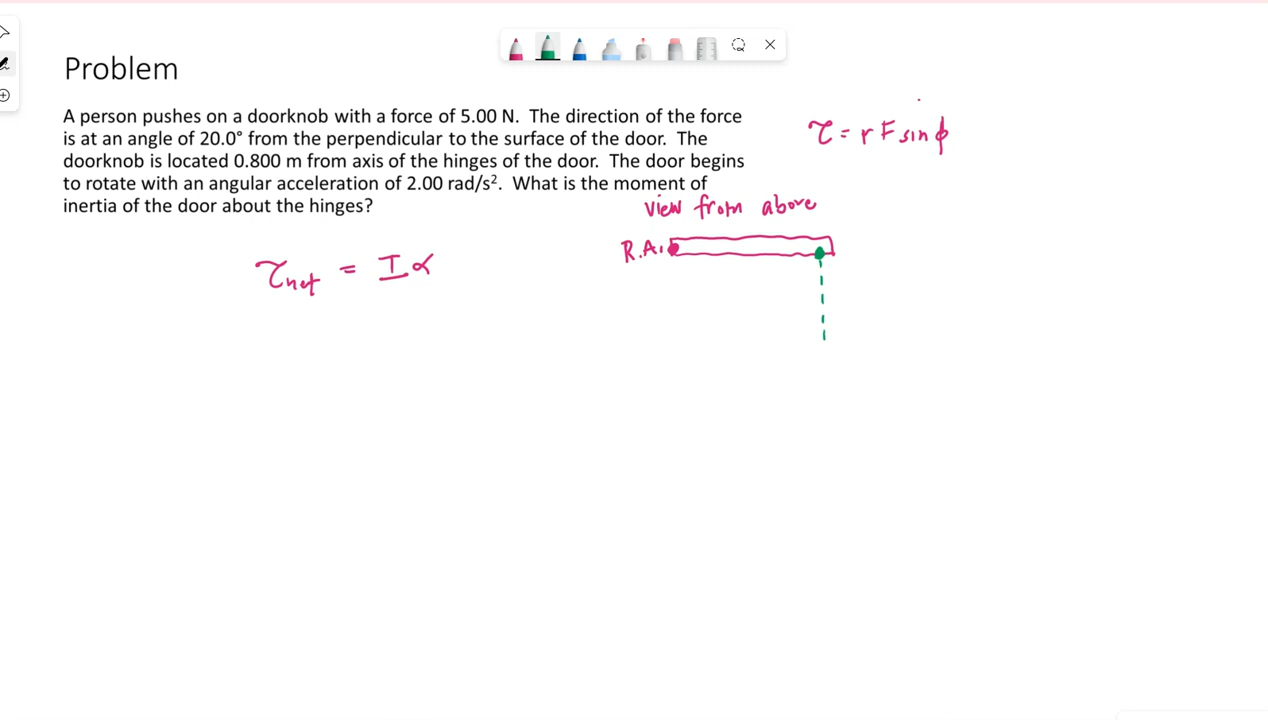 Problem
A person pushes on a doorknob with a force of 5.00 N. The direction of the force
is at an angle of 20.0° from the perpendicular to the surface of the door. The
doorknob is located 0.800 m from axis of the hinges of the door. The door begins
to rotate with an angular acceleration of 2.00 rad/s². What is the moment of
inertia of the door about the hinges?
τ = r F sin ϕ
view from above
R.A.
τnet = I α